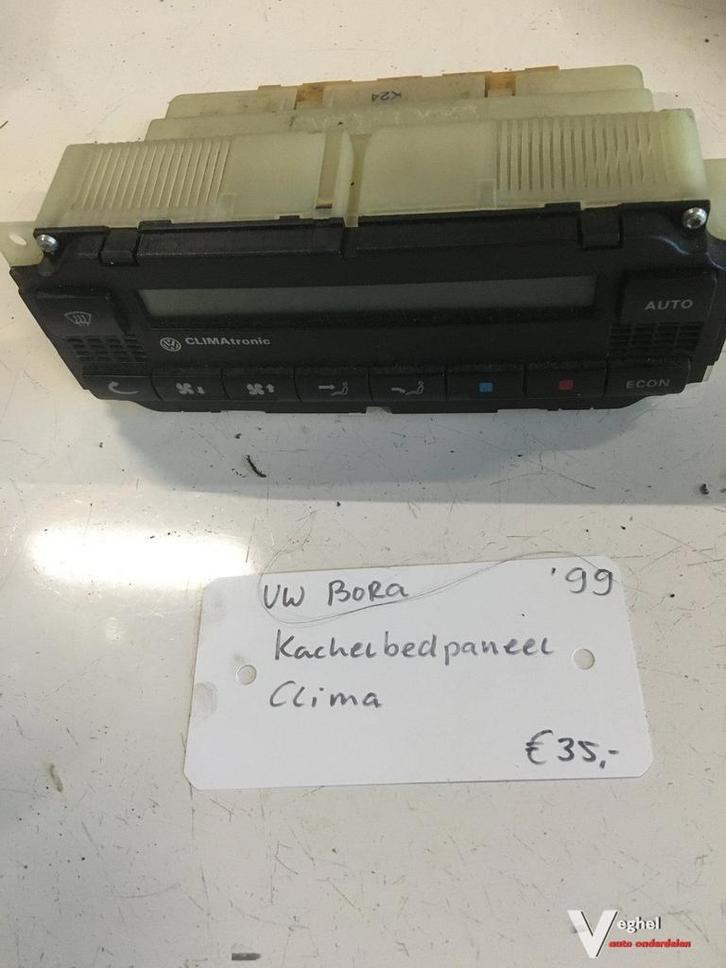 K24
AUTO
CLIMAtronic
ECON
VW BoRa '99
Kachelbedpaneel
Clima
€35,-
Veghel
auto onderdelen